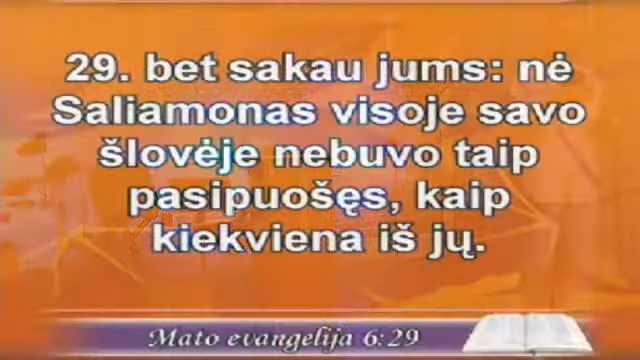 29. bet sakau jums: nė
Saliamonas visoje savo
šlovėje nebuvo taip
pasipuošęs, kaip
kiekviena iš jų.
Mato evangelija 6:29